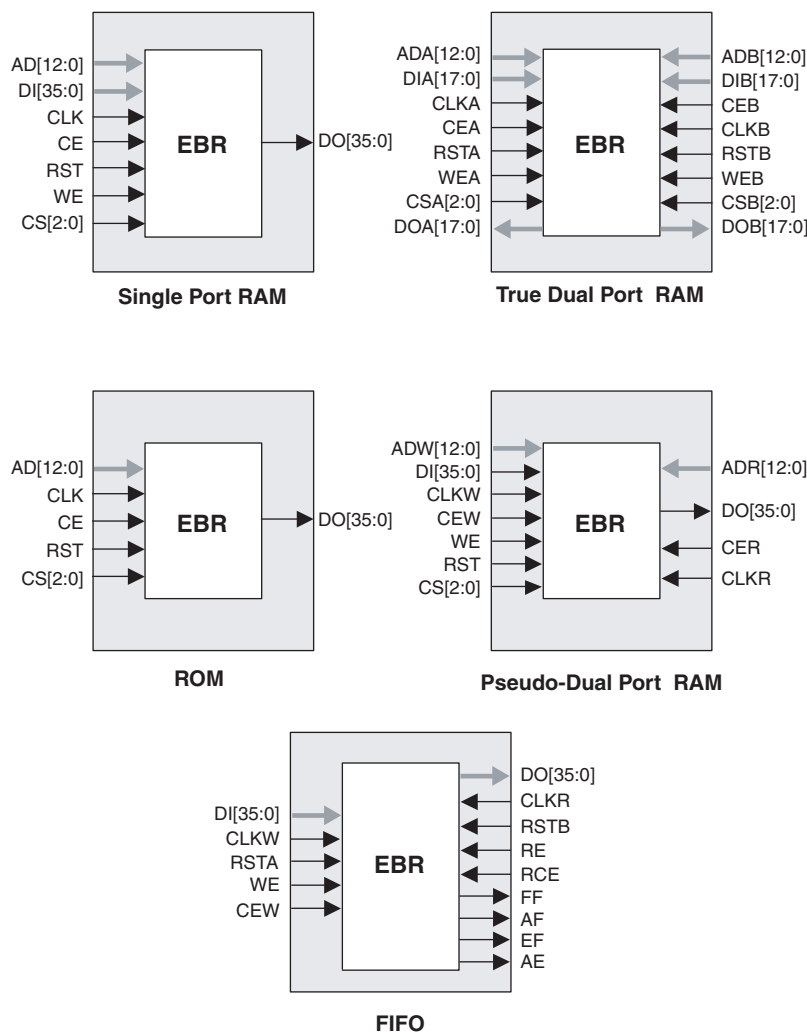 AD[12:0]
DI[35:0]
CLK
CE
RST
WE
CS[2:0]
EBR
DO[35:0]
Single Port RAM
ADA[12:0]
DIA[17:0]
CLKA
CEA
RSTA
WEA
CSA[2:0]
DOA[17:0]
EBR
ADB[12:0]
DIB[17:0]
CEB
CLKB
RSTB
WEB
CSB[2:0]
DOB[17:0]
True Dual Port RAM
AD[12:0]
CLK
CE
RST
CS[2:0]
EBR
DO[35:0]
ROM
ADW[12:0]
DI[35:0]
CLKW
CEW
WE
RST
CS[2:0]
EBR
ADR[12:0]
DO[35:0]
CER
CLKR
Pseudo-Dual Port RAM
DI[35:0]
CLKW
RSTA
WE
CEW
EBR
DO[35:0]
CLKR
RSTB
RE
RCE
FF
AF
EF
AE
FIFO